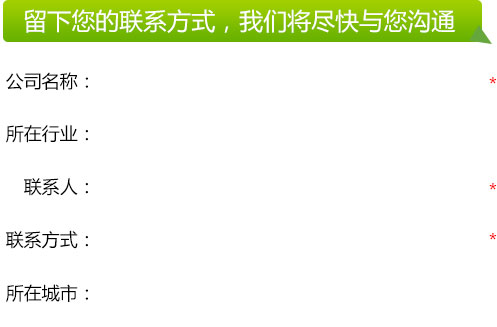 留下您的联系方式，我们将尽快与您沟通
公司名称： *
所在行业：
联系人： *
联系方式： *
所在城市：